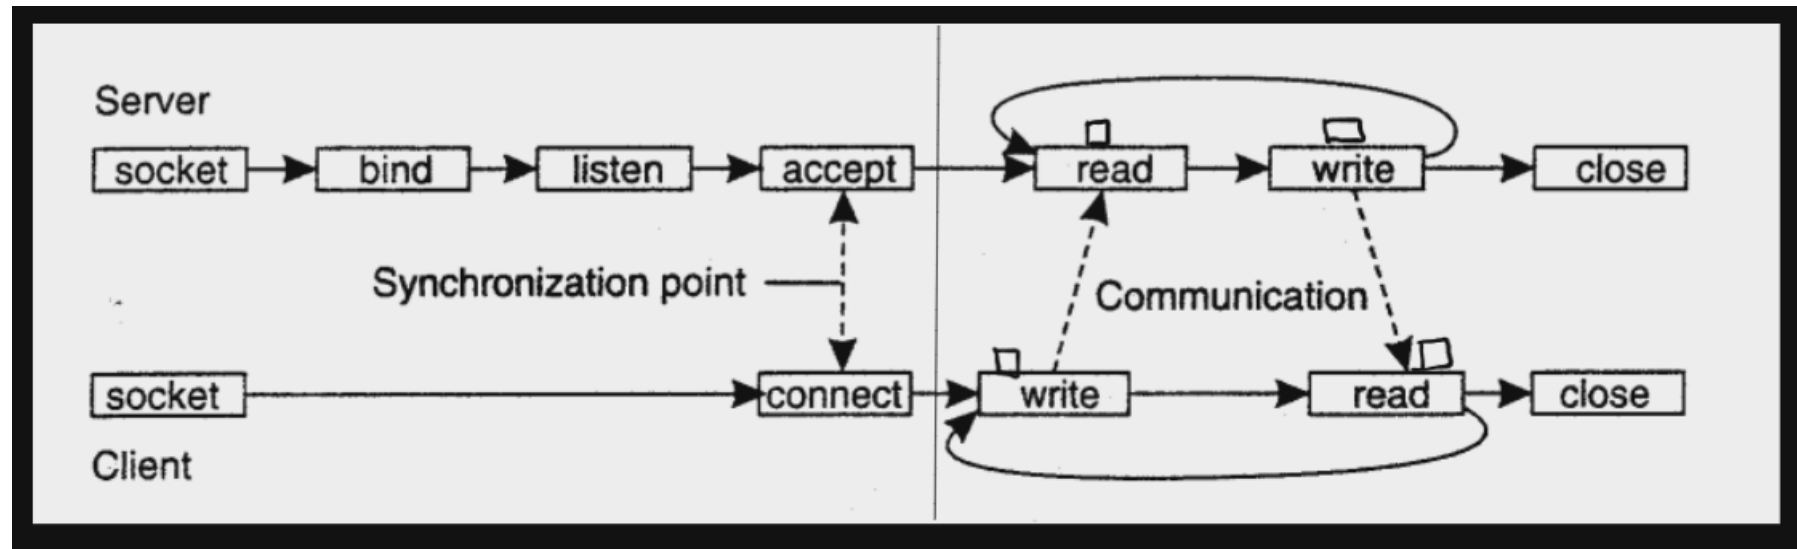 Server
socket bind listen accept read write close
Synchronization point
Communication
socket connect write read close
Client